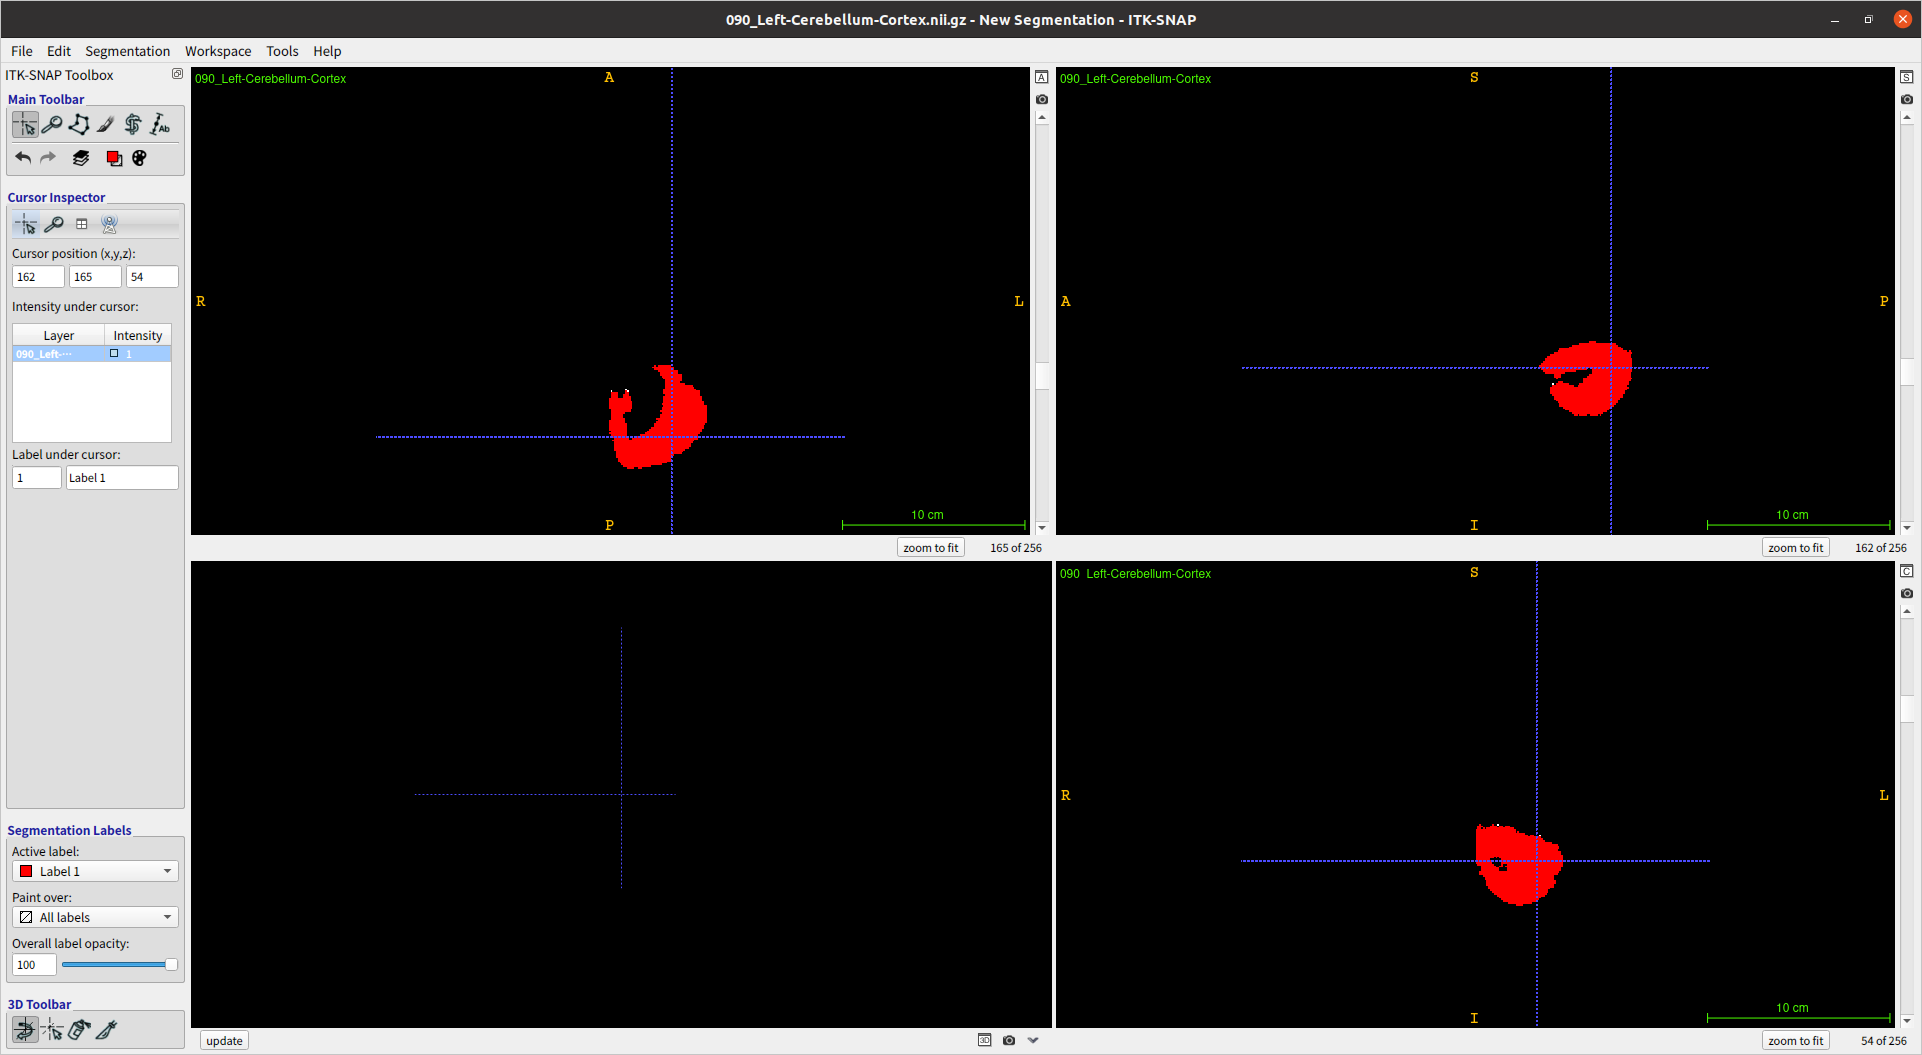 090_Left-Cerebellum-Cortex.nii.gz - New Segmentation - ITK-SNAP
File Edit Segmentation Workspace Tools Help
ITK-SNAP Toolbox
Main Toolbar
Ab
Cursor Inspector
Cursor position (x,y,z):
162 165 54
Intensity under cursor:
Layer Intensity
090_Left-... 1
Label under cursor:
1 Label 1
Segmentation Labels
Active label:
Label 1
Paint over:
All labels
Overall label opacity:
100
3D Toolbar
090_Left-Cerebellum-Cortex
A
R
L
P
10 cm
A
zoom to fit 165 of 256
090_Left-Cerebellum-Cortex
S
A
P
I
10 cm
S
zoom to fit 162 of 256
update
3D
090_Left-Cerebellum-Cortex
S
R
L
I
10 cm
C
zoom to fit 54 of 256